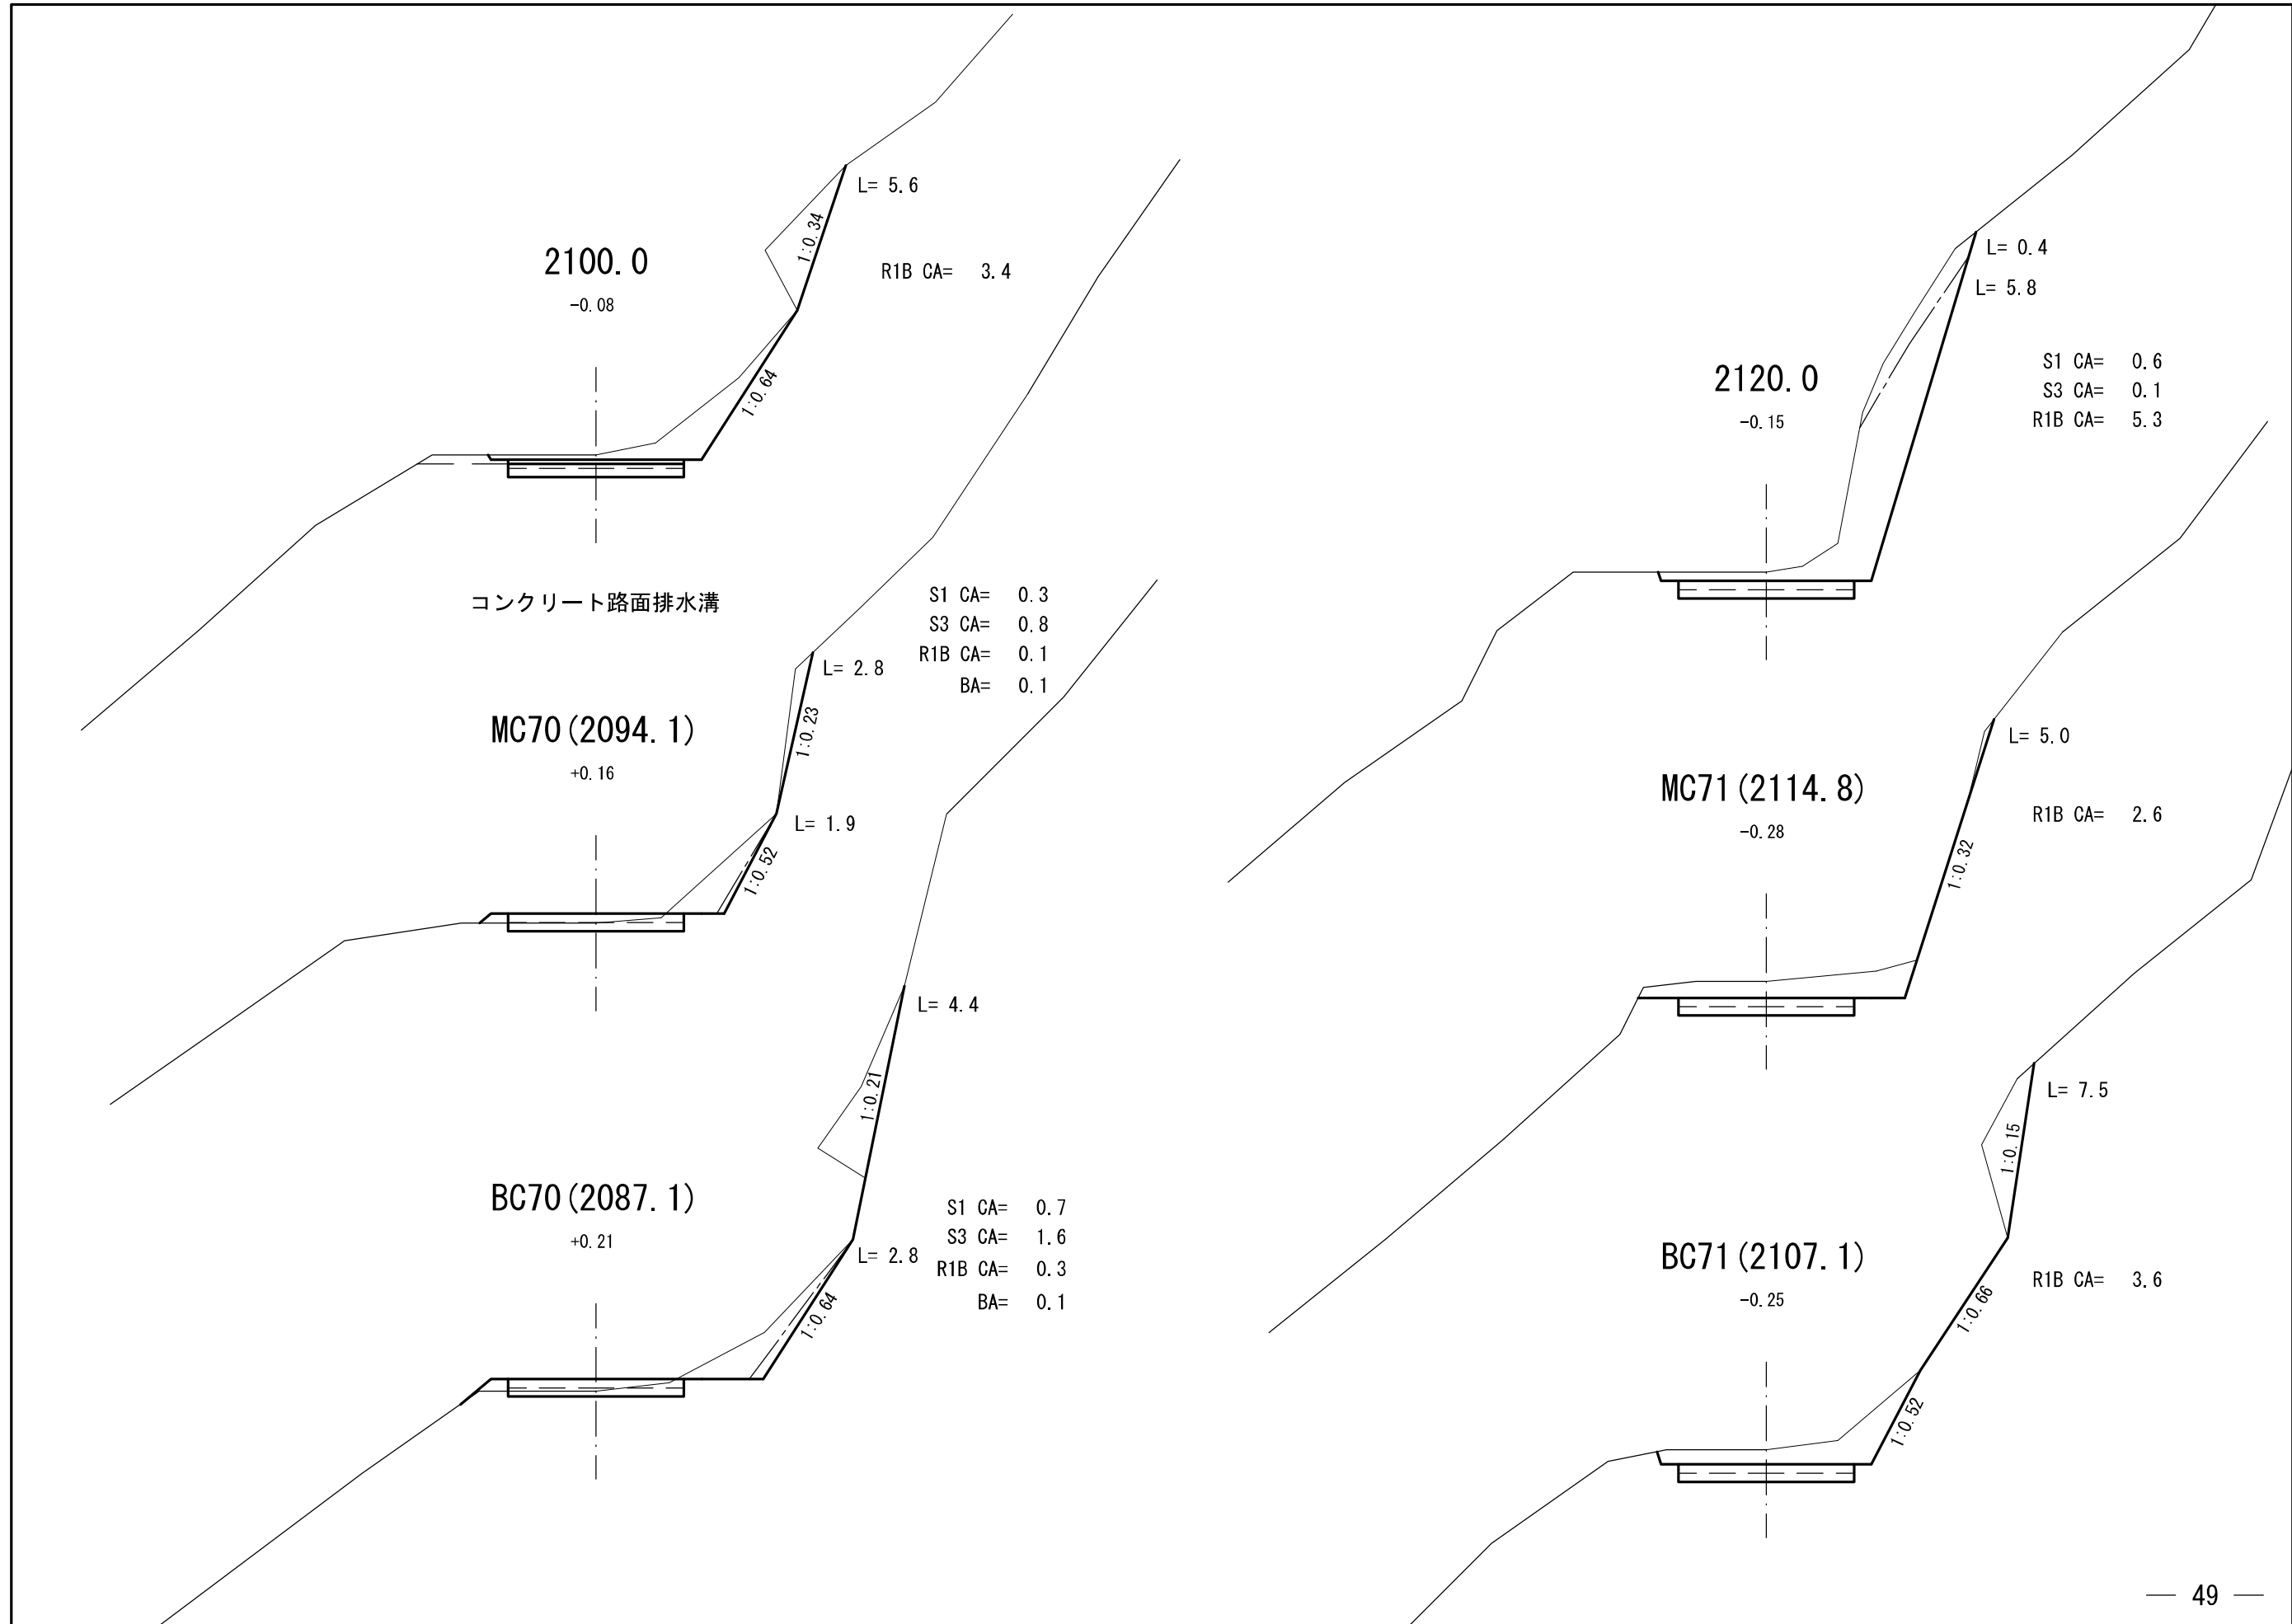 2100.0
-0.08
L= 5.6
1:0.34
R1B CA= 3.4
1:0.64
コンクリート路面排水溝
MC70(2094.1)
+0.16
S1 CA= 0.3
S3 CA= 0.8
R1B CA= 0.1
BA= 0.1
L= 2.8
1:0.23
L= 1.9
1:0.52
BC70(2087.1)
+0.21
L= 4.4
1:0.21
S1 CA= 0.7
S3 CA= 1.6
R1B CA= 0.3
BA= 0.1
L= 2.8
1:0.64
2120.0
-0.15
L= 0.4
L= 5.8
S1 CA= 0.6
S3 CA= 0.1
R1B CA= 5.3
MC71(2114.8)
-0.28
L= 5.0
R1B CA= 2.6
1:0.32
BC71(2107.1)
-0.25
L= 7.5
1:0.15
R1B CA= 3.6
1:0.66
1:0.52
— 49 —